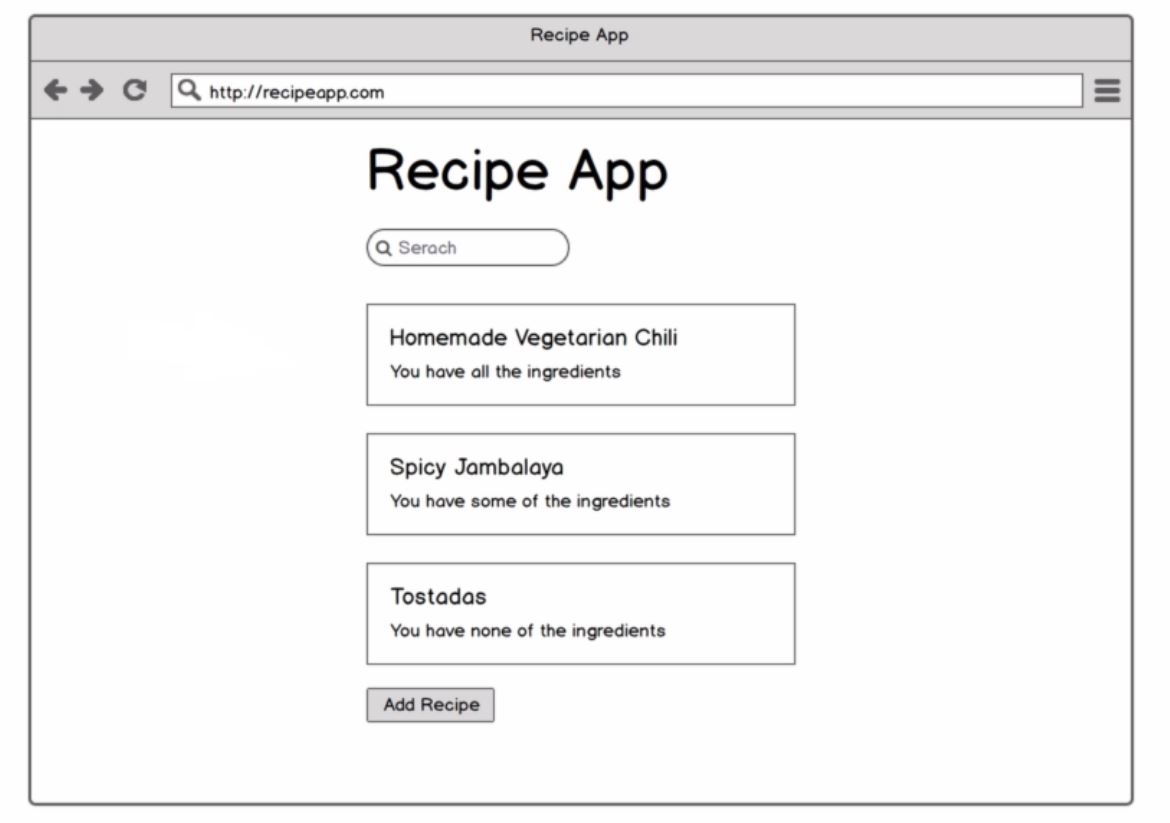 Recipe App
http://recipeapp.com
Recipe App
Serach
Homemade Vegetarian Chili
You have all the ingredients
Spicy Jambalaya
You have some of the ingredients
Tostadas
You have none of the ingredients
Add Recipe